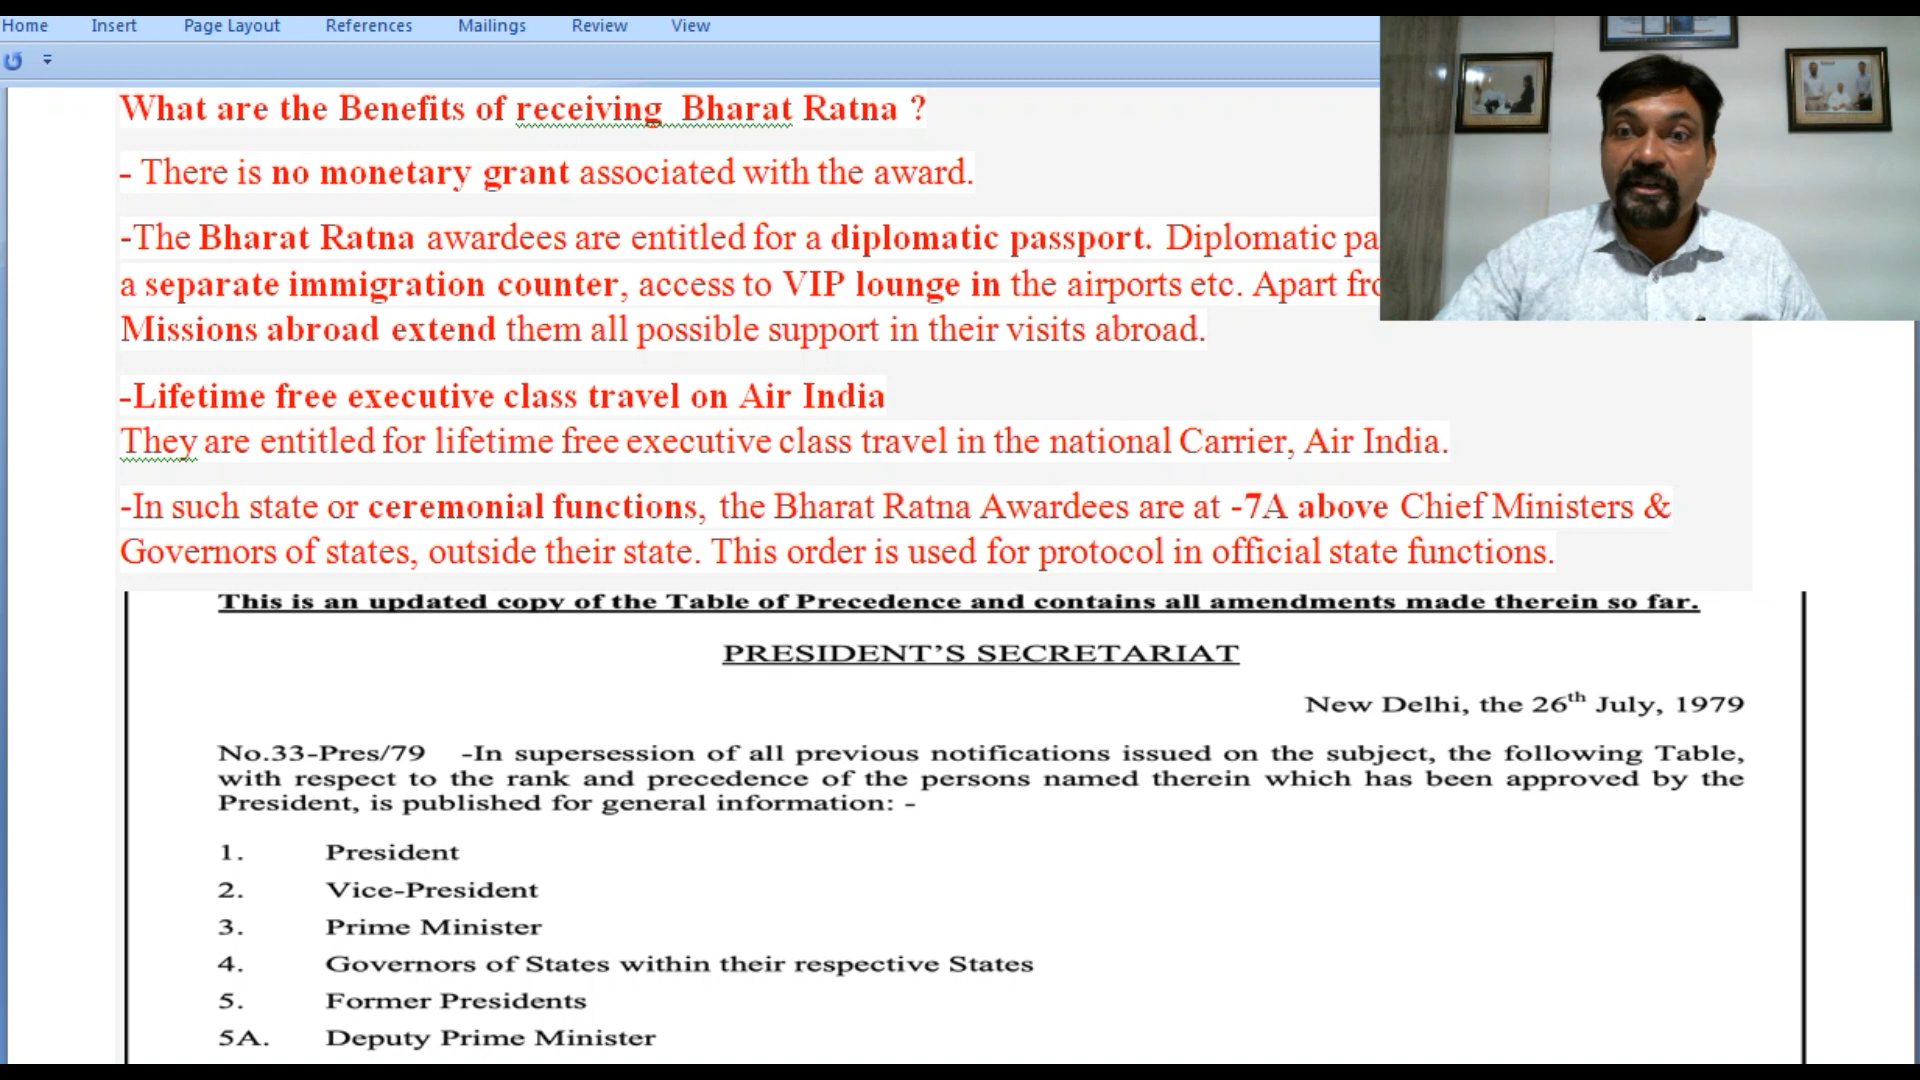 Home Insert Page Layout References Mailings Review View
What are the Benefits of receiving Bharat Ratna ?
- There is no monetary grant associated with the award.
-The Bharat Ratna awardees are entitled for a diplomatic passport. Diplomatic
a separate immigration counter, access to VIP lounge in the airports etc. Apart
Missions abroad extend them all possible support in their visits abroad.
-Lifetime free executive class travel on Air India
They are entitled for lifetime free executive class travel in the national Carrier, Air India.
-In such state or ceremonial functions, the Bharat Ratna Awardees are at -7A above Chief Ministers &
Governors of states, outside their state. This order is used for protocol in official state functions.
This is an updated copy of the Table of Precedence and contains all amendments made therein so far.
PRESIDENT’S SECRETARIAT
New Delhi, the 26th July, 1979
No.33-Pres/79 -In supersession of all previous notifications issued on the subject, the following Table,
with respect to the rank and precedence of the persons named therein which has been approved by the
President, is published for general information: -
1. President
2. Vice-President
3. Prime Minister
4. Governors of States within their respective States
5. Former Presidents
5A. Deputy Prime Minister